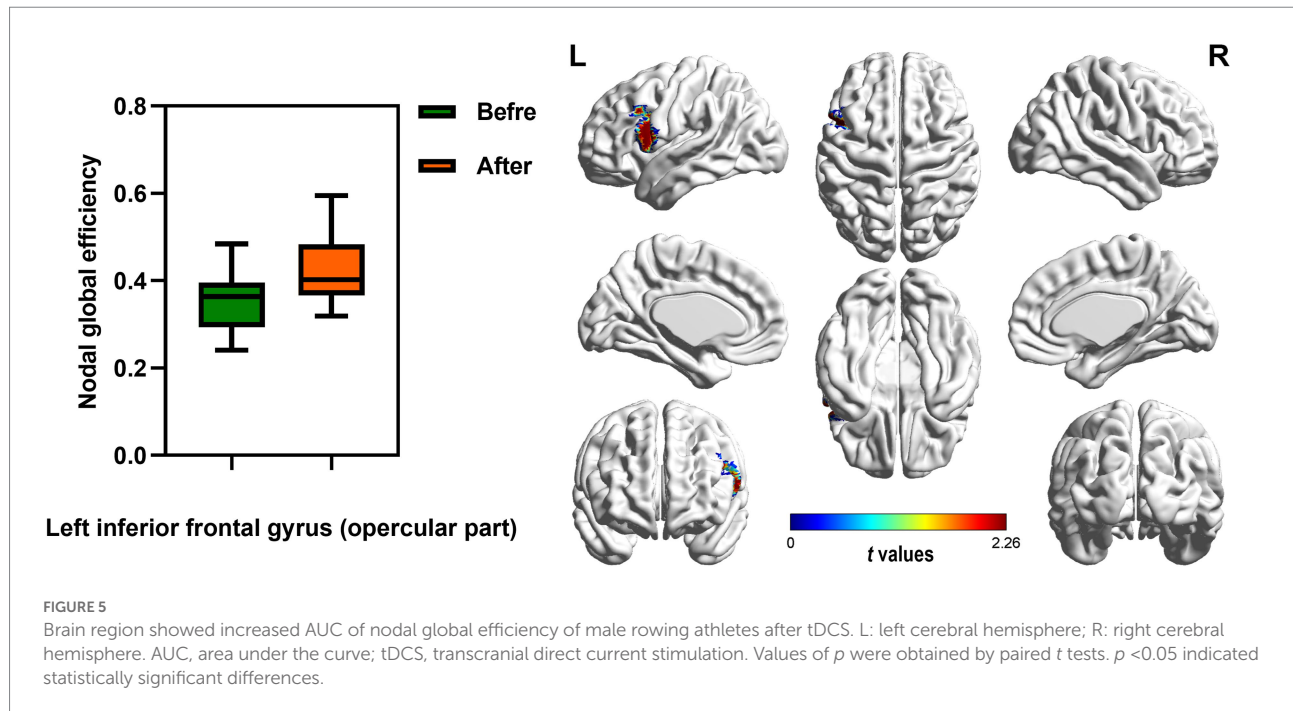 L
R
0.8
0.6
0.4
0.2
0.0
Nodal global efficiency
Befre
After
Left inferior frontal gyrus (opercular part)
0
2.26
t values
FIGURE 5
Brain region showed increased AUC of nodal global efficiency of male rowing athletes after tDCS. L: left cerebral hemisphere; R: right cerebral
hemisphere. AUC, area under the curve; tDCS, transcranial direct current stimulation. Values of p were obtained by paired t tests. p <0.05 indicated
statistically significant differences.